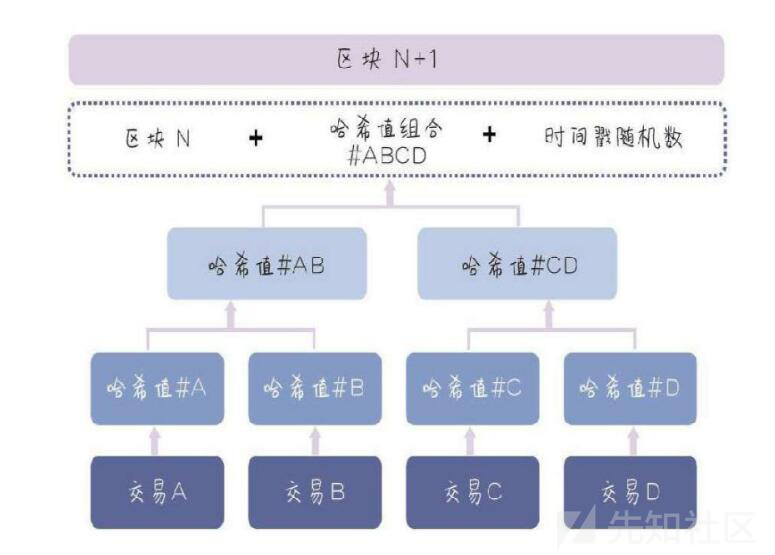 区块 N+1
区块 N + 哈希值组合 + 时间戳随机数
#ABCD
哈希值#AB 哈希值#CD
哈希值#A 哈希值#B 哈希值#C 哈希值#D
交易A 交易B 交易C 交易D
先知社区